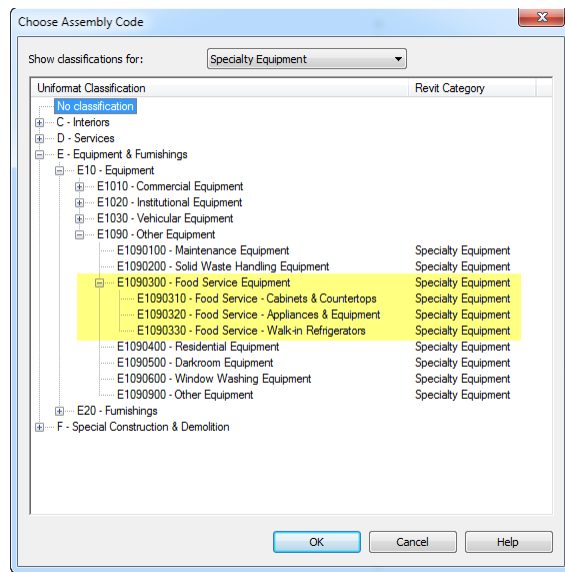 Choose Assembly Code
Show classifications for: Specialty Equipment
Uniformat Classification Revit Category
No classification
C - Interiors
D - Services
E - Equipment & Furnishings
E10 - Equipment
E1010 - Commercial Equipment
E1020 - Institutional Equipment
E1030 - Vehicular Equipment
E1090 - Other Equipment
E1090100 - Maintenance Equipment Specialty Equipment
E1090200 - Solid Waste Handling Equipment Specialty Equipment
E1090300 - Food Service Equipment Specialty Equipment
E1090310 - Food Service - Cabinets & Countertops Specialty Equipment
E1090320 - Food Service - Appliances & Equipment Specialty Equipment
E1090330 - Food Service - Walk-in Refrigerators Specialty Equipment
E1090400 - Residential Equipment Specialty Equipment
E1090500 - Darkroom Equipment Specialty Equipment
E1090600 - Window Washing Equipment Specialty Equipment
E1090900 - Other Equipment Specialty Equipment
E20 - Furnishings
F - Special Construction & Demolition
OK Cancel Help